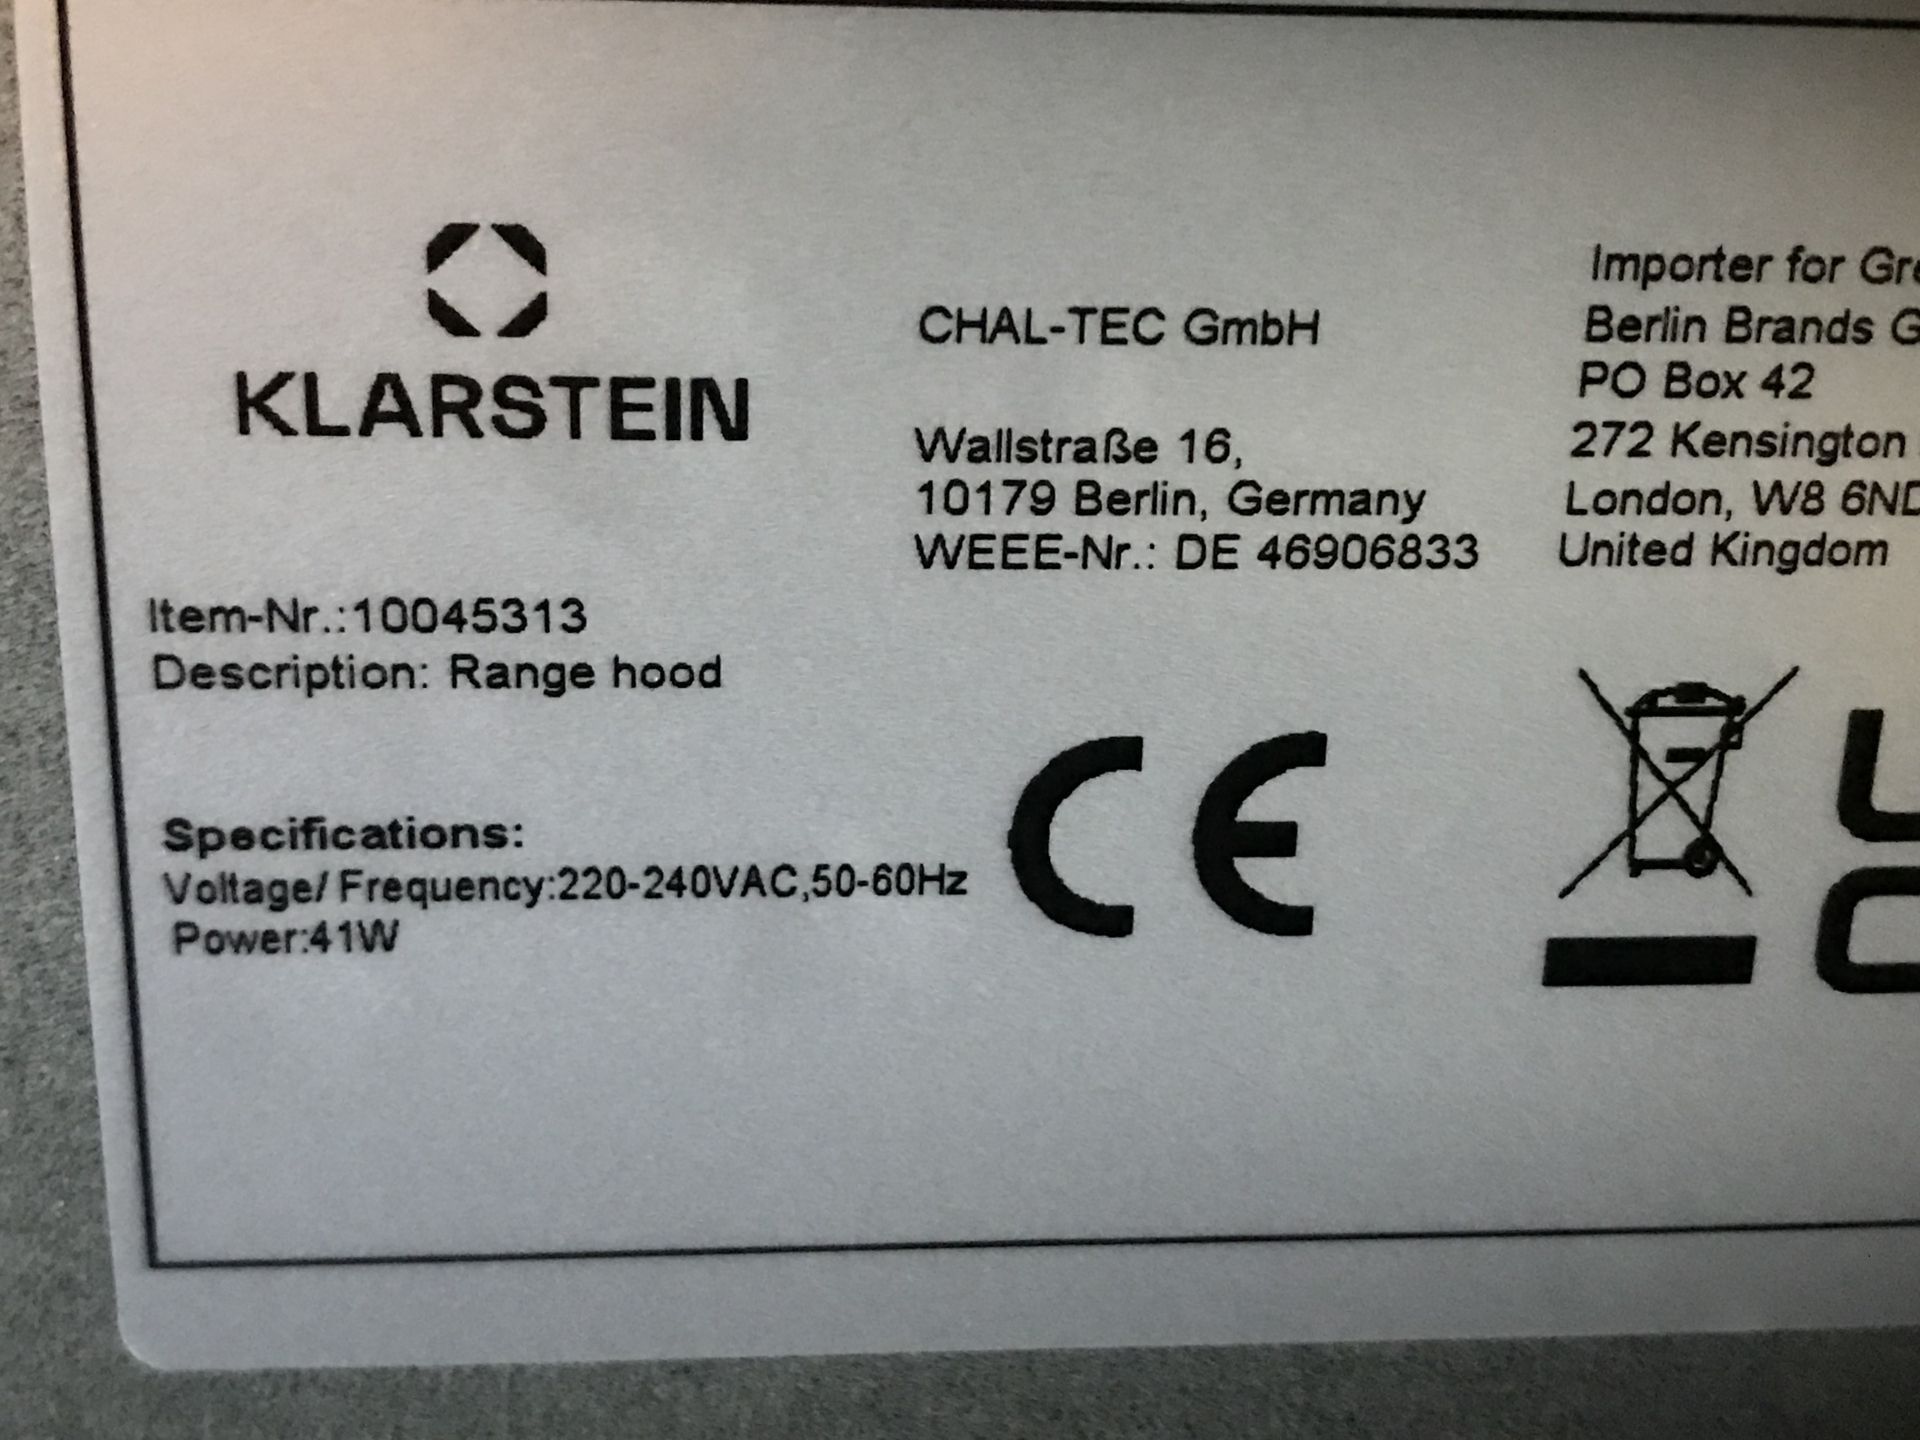 KLARSTEIN
Item-Nr.:10045313
Description: Range hood
Specifications:
Voltage/ Frequency:220-240VAC,50-60Hz
Power:41W
CHAL-TEC GmbH
Wallstraße 16,
10179 Berlin, Germany
WEEE-Nr.: DE 46906833
CE
Importer for
Berlin Brands
PO Box 42
272 Kensington
London, W8
United Kingdom